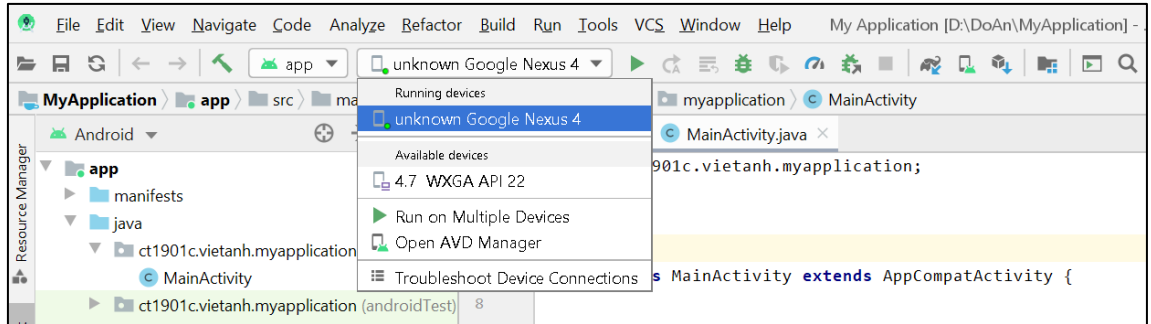 File Edit View Navigate Code Analyze Refactor Build Run Tools VCS Window Help My Application [D:\DoAn\MyApplication] -
app unknown Google Nexus 4
MyApplication app src ma myapplication MainActivity
Running devices
unknown Google Nexus 4
Available devices
4.7 WXGA API 22
Run on Multiple Devices
Open AVD Manager
Troubleshoot Device Connections
Resource Manager
Android
app
manifests
java
ct1901c.vietanh.myapplication
MainActivity
ct1901c.vietanh.myapplication (androidTest)
MainActivity.java
901c.vietanh.myapplication;
s MainActivity extends AppCompatActivity {
8